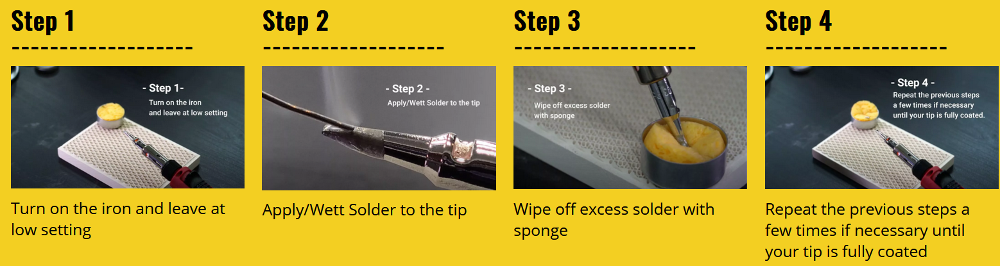 Step 1
--------------------
- Step 1-
Turn on the iron
and leave at low setting
Turn on the iron and leave at
low setting
Step 2
--------------------
- Step 2 -
Apply/Wett Solder to the tip
Apply/Wett Solder to the tip
Step 3
--------------------
- Step 3 -
Wipe off excess solder
with sponge
Wipe off excess solder with
sponge
Step 4
--------------------
- Step 4 -
Repeat the previous steps
a few times if necessary
until your tip is fully coated.
Repeat the previous steps a
few times if necessary until
your tip is fully coated